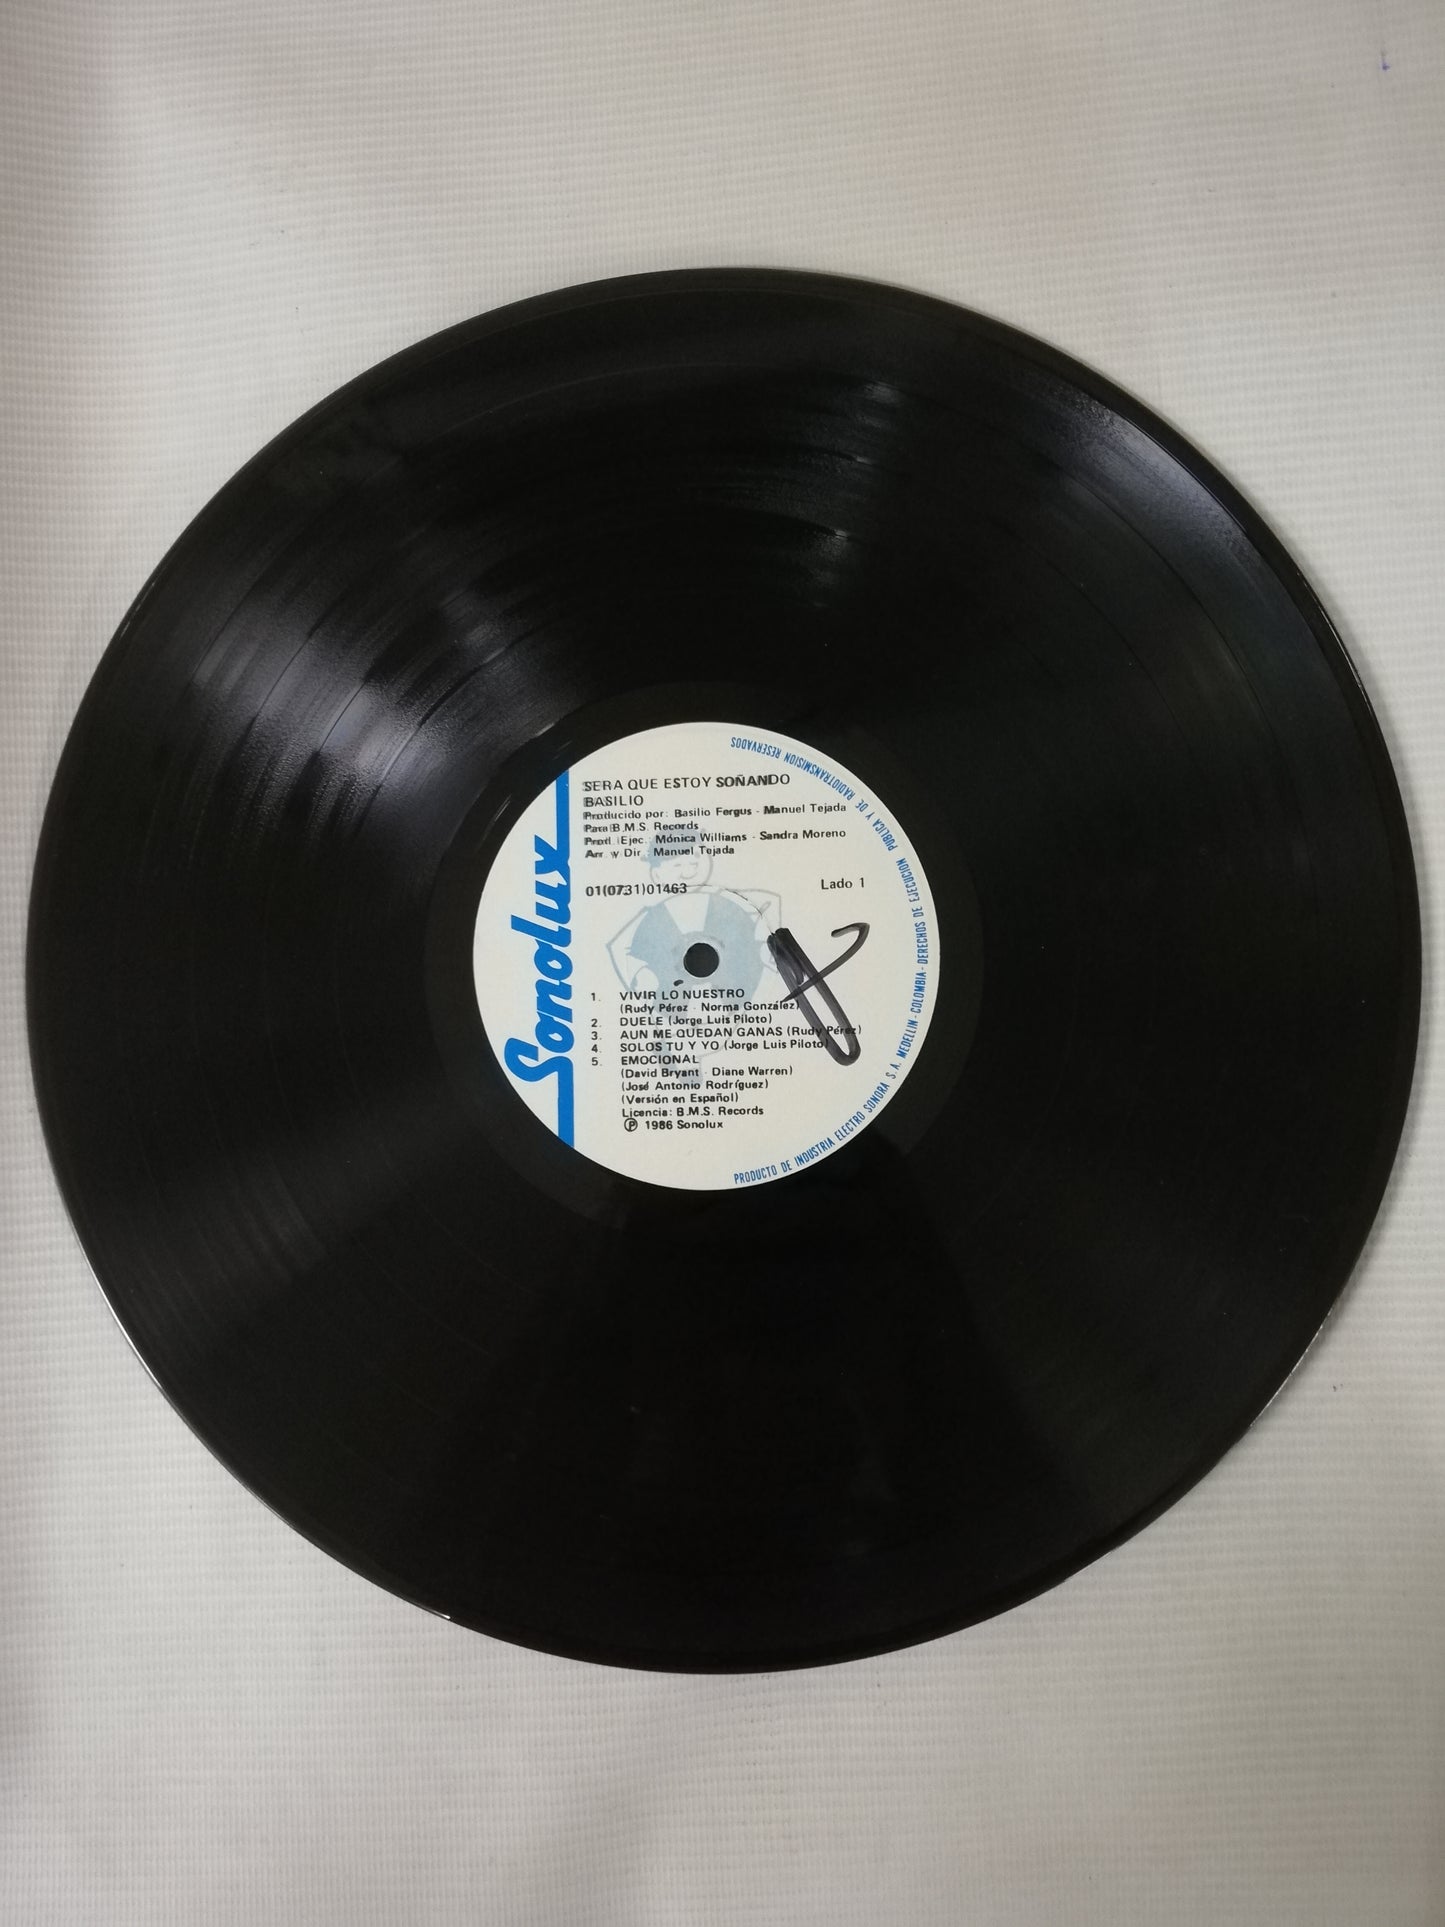 Sonolux
SERA QUE ESTOY SOÑANDO
BASILIO
Producido por: Basilio Fergus - Manuel Tejada
Para B.M.S. Records
Prod. Ejec.: Mónica Williams - Sandra Moreno
Arr. y Dir.: Manuel Tejada
01(0731)01463
Lado 1
1. VIVIR LO NUESTRO
(Rudy Pérez - Norma González)
2. DUELE (Jorge Luis Piloto)
3. AUN ME QUEDAN GANAS (Rudy Pérez)
4. SOLOS TU Y YO (Jorge Luis Piloto)
5. EMOCIONAL
(David Bryant - Diane Warren)
(José Antonio Rodríguez)
(Versión en Español)
Licencia: B.M.S. Records
Ⓟ 1986 Sonolux
PRODUCTO DE INDUSTRIA ELECTRO SONORA S.A. MEDELLIN - COLOMBIA - DERECHOS DE EJECUCION PUBLICA Y DE RADIOTRANSMISION RESERVADOS